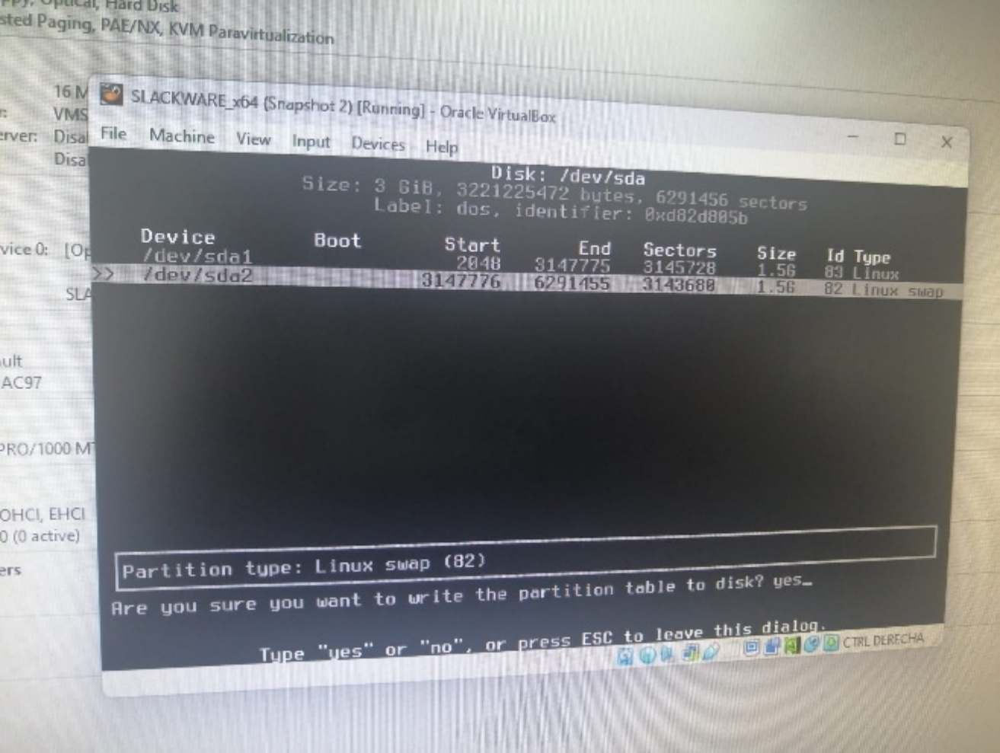 Optical, Hard Disk
sted Paging, PAE/NX, KVM Paravirtualization
16 M
VMS
erver: Disa
Disa
vice 0: [Op
SLA
ult
AC97
PRO/1000 MT
OHCI, EHCI
0 (0 active)
ers
SLACKWARE_x64 (Snapshot 2) [Running] - Oracle VirtualBox
File Machine View Input Devices Help
Disk: /dev/sda
Size: 3 GiB, 3221225472 bytes, 6291456 sectors
Label: dos, identifier: 0xd82d805b
Device Boot Start End Sectors Size Id Type
/dev/sda1 2048 3147775 3145728 1.5G 83 Linux
>> /dev/sda2 3147776 6291455 3143680 1.5G 82 Linux swap
Partition type: Linux swap (82)
Are you sure you want to write the partition table to disk? yes_
Type "yes" or "no", or press ESC to leave this dialog.
CTRL DERECHA